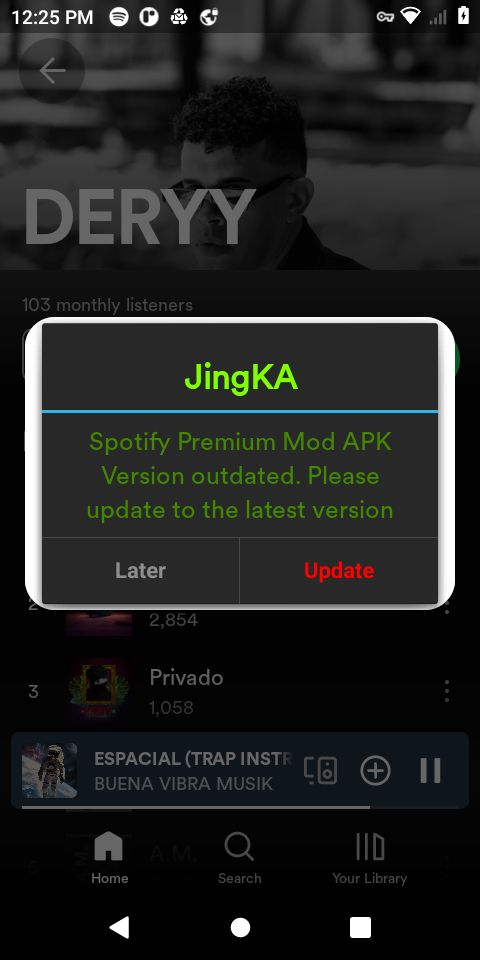 12:25 PM
DERYY
103 monthly listeners
JingKA
Spotify Premium Mod APK
Version outdated. Please
update to the latest version
Later
Update
2
2,854
3
Privado
1,058
ESPACIAL (TRAP INSTR
BUENA VIBRA MUSIK
A.M.
Home
Search
Your Library